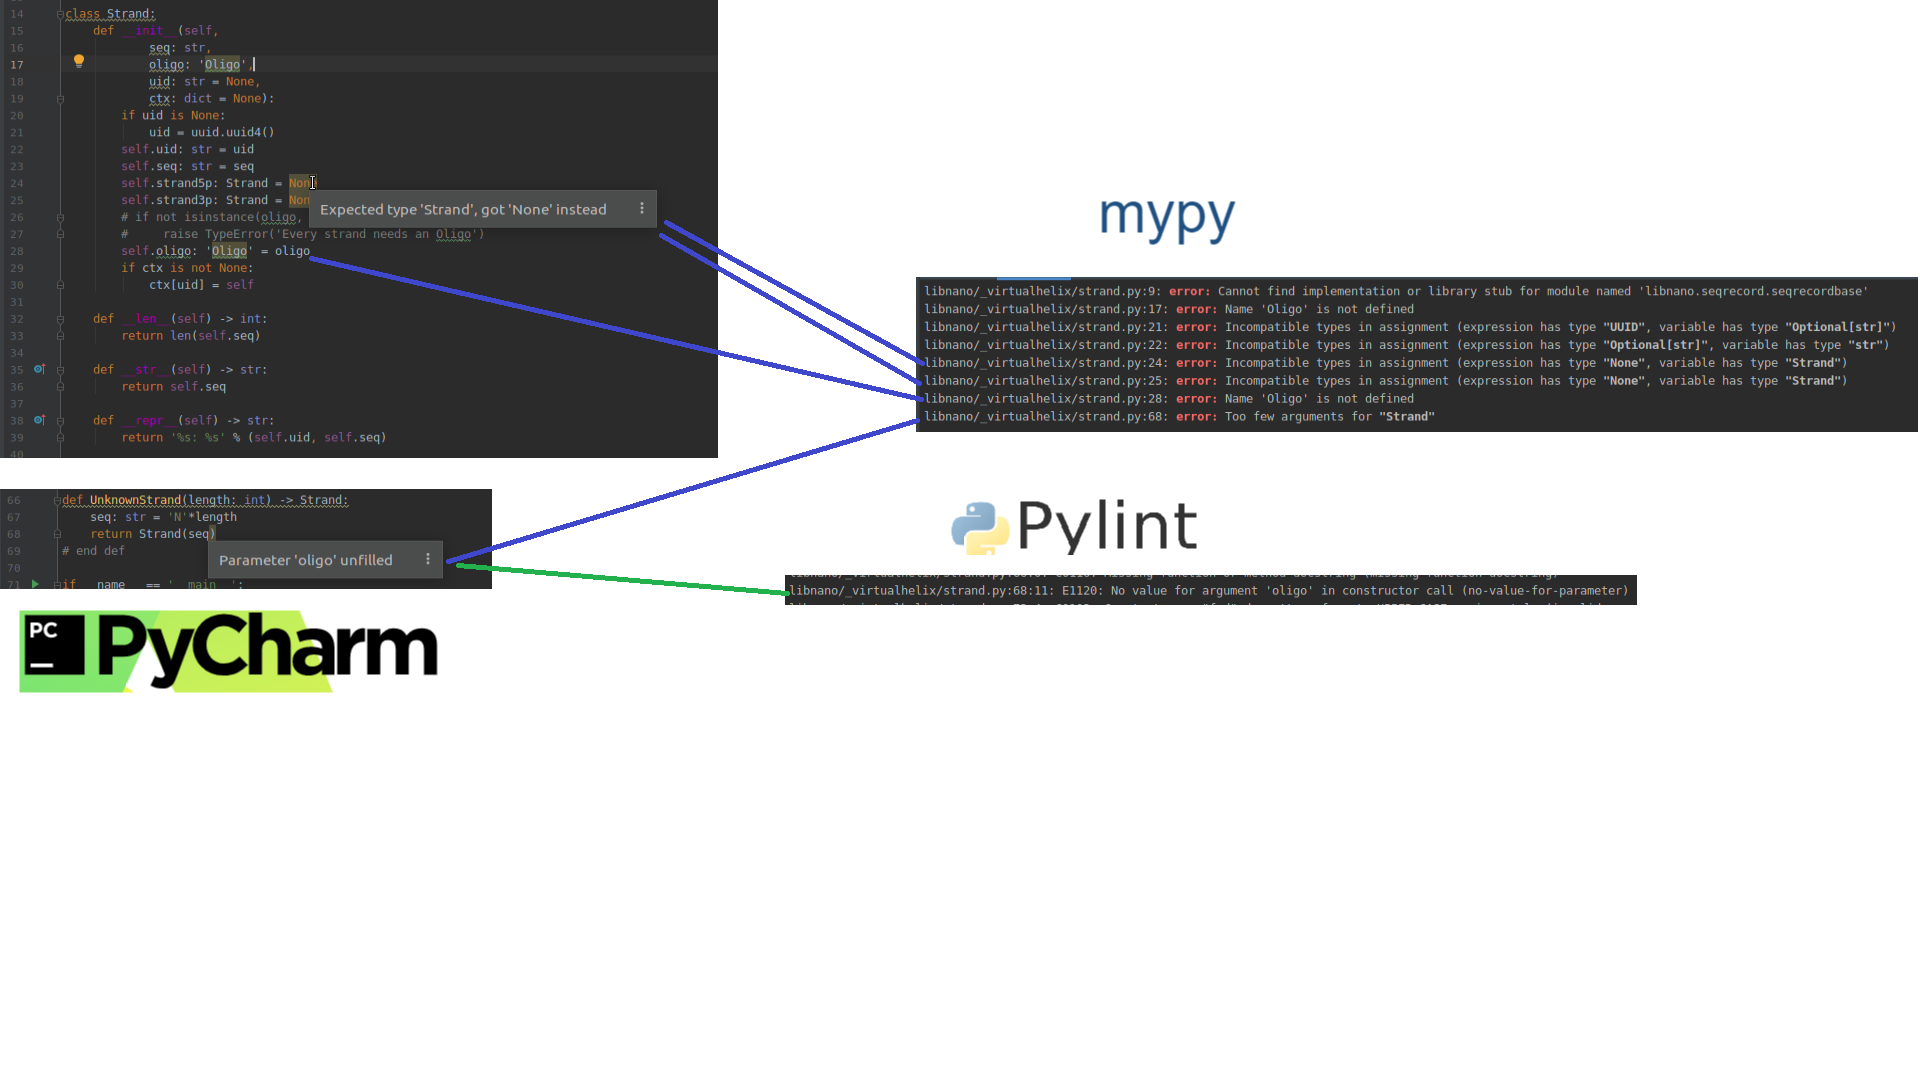 14 class Strand:
15 def __init__(self,
16 seq: str,
17 oligo: 'Oligo',
18 uid: str = None,
19 ctx: dict = None):
20 if uid is None:
21 uid = uuid.uuid4()
22 self.uid: str = uid
23 self.seq: str = seq
24 self.strand5p: Strand = None
25 self.strand3p: Strand = Non
Expected type 'Strand', got 'None' instead
26 # if not isinstance(oligo,
27 # raise TypeError('Every strand needs an Oligo')
28 self.oligo: 'Oligo' = oligo
29 if ctx is not None:
30 ctx[uid] = self
31
32 def __len__(self) -> int:
33 return len(self.seq)
34
35 def __str__(self) -> str:
36 return self.seq
37
38 def __repr__(self) -> str:
39 return '%s: %s' % (self.uid, self.seq)
40
66 def UnknownStrand(length: int) -> Strand:
67 seq: str = 'N'*length
68 return Strand(seq)
69 # end def
Parameter 'oligo' unfilled
70
71 if __name__ == '__main__':
PC
PyCharm
mypy
libnano/_virtualhelix/strand.py:9: error: Cannot find implementation or library stub for module named 'libnano.seqrecord.seqrecordbase'
libnano/_virtualhelix/strand.py:17: error: Name 'Oligo' is not defined
libnano/_virtualhelix/strand.py:21: error: Incompatible types in assignment (expression has type "UUID", variable has type "Optional[str]")
libnano/_virtualhelix/strand.py:22: error: Incompatible types in assignment (expression has type "Optional[str]", variable has type "str")
libnano/_virtualhelix/strand.py:24: error: Incompatible types in assignment (expression has type "None", variable has type "Strand")
libnano/_virtualhelix/strand.py:25: error: Incompatible types in assignment (expression has type "None", variable has type "Strand")
libnano/_virtualhelix/strand.py:28: error: Name 'Oligo' is not defined
libnano/_virtualhelix/strand.py:68: error: Too few arguments for "Strand"
Pylint
libnano/_virtualhelix/strand.py:68:11: E1120: No value for argument 'oligo' in constructor call (no-value-for-parameter)